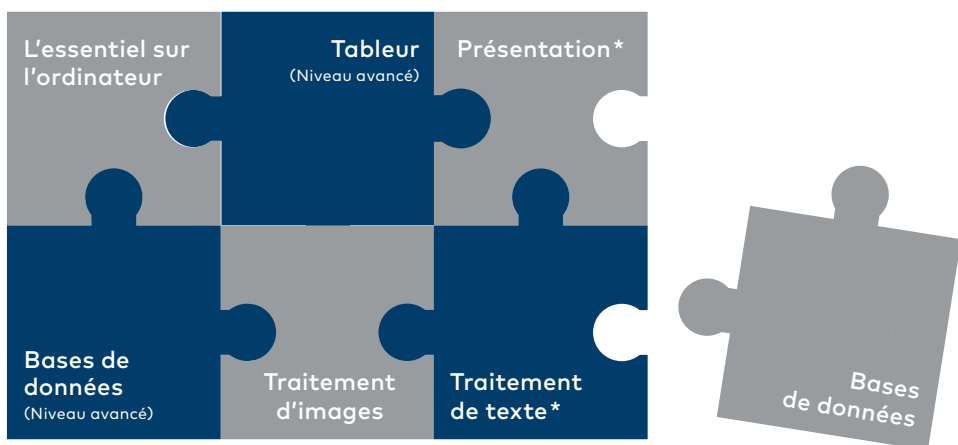 L'essentiel sur
l'ordinateur
Tableur
(Niveau avancé)
Présentation*
Bases de
données
(Niveau avancé)
Traitement
d'images
Traitement
de texte*
Bases
de données